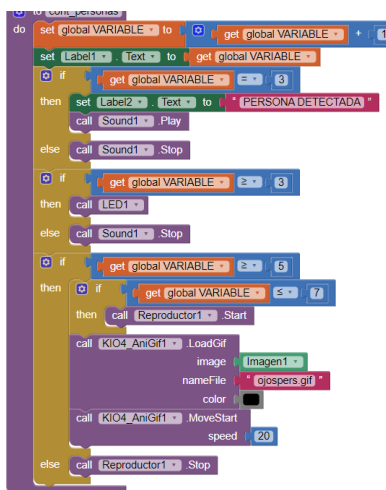 to cont_personas
do set global VARIABLE to get global VARIABLE + 1
set Label1 . Text to get global VARIABLE
if get global VARIABLE = 3
then set Label2 . Text to " PERSONA DETECTADA "
call Sound1 .Play
else call Sound1 .Stop
if get global VARIABLE ≥ 3
then call LED1
else call Sound1 .Stop
if get global VARIABLE ≥ 5
then if get global VARIABLE ≤ 7
then call Reproductor1 .Start
call KIO4_AniGif1 .LoadGif
image Imagen1
nameFile " ojospers.gif "
color
call KIO4_AniGif1 .MoveStart
speed 20
else call Reproductor1 .Stop